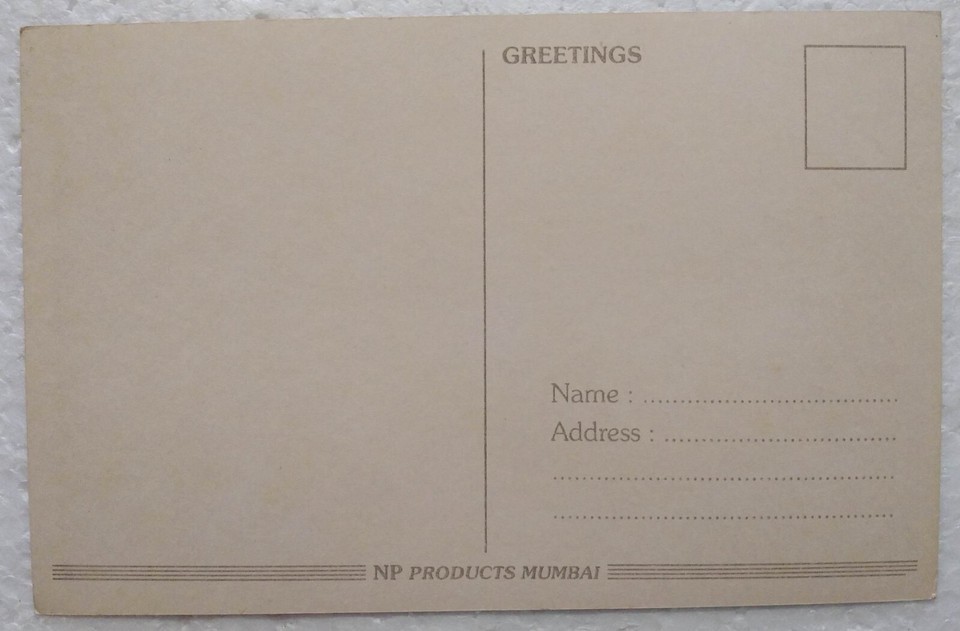 GREETINGS
Name : ......................................
Address : ..................................
..................................................
..................................................
NP PRODUCTS MUMBAI